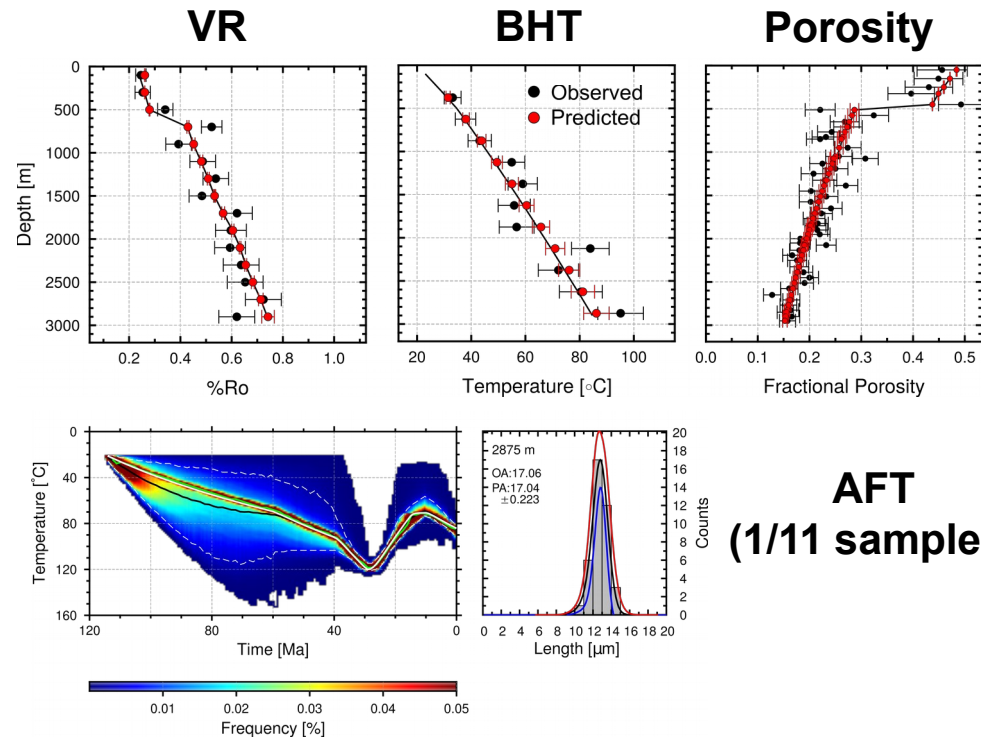 VR
BHT
Porosity
0
500
1000
1500
2000
2500
3000
Depth [m]
0.2 0.4 0.6 0.8 1.0
%Ro
Observed
Predicted
20 40 60 80 100
Temperature [◦C]
0.0 0.1 0.2 0.3 0.4 0.5
Fractional Porosity
0
40
80
120
160
Temperature [˚C]
120 80 40 0
Time [Ma]
0.01 0.02 0.03 0.04 0.05
Frequency [%]
2875 m
OA:17.06
PA:17.04
±0.223
20
18
16
14
12
10
8
6
4
2
0
Counts
0 2 4 6 8 10 12 14 16 18 20
Length [µm]
AFT
(1/11 sample